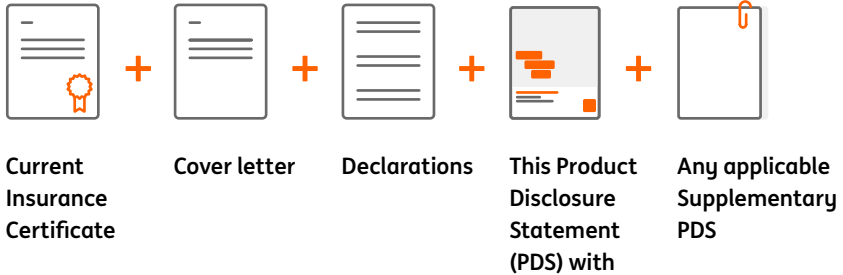 Current
Insurance
Certificate
Cover letter
Declarations
This Product
Disclosure
Statement
(PDS) with
Any applicable
Supplementary
PDS